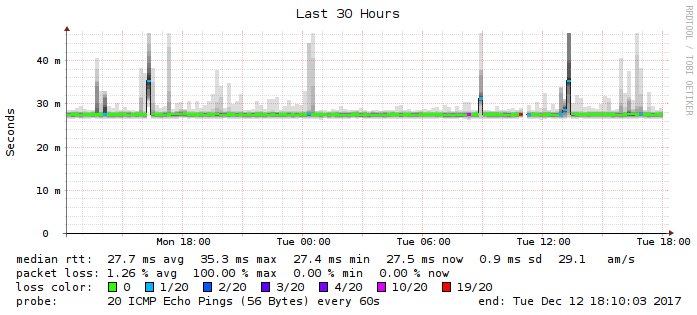 Last 30 Hours
RRDTOOL / TOBI OETIKER
Seconds
40 m
30 m
20 m
10 m
0
Mon 18:00 Tue 00:00 Tue 06:00 Tue 12:00 Tue 18:00
median rtt: 27.7 ms avg 35.3 ms max 27.4 ms min 27.5 ms now 0.9 ms sd 29.1 am/s
packet loss: 1.26 % avg 100.00 % max 0.00 % min 0.00 % now
loss color: 0 1/20 2/20 3/20 4/20 10/20 19/20
probe: 20 ICMP Echo Pings (56 Bytes) every 60s end: Tue Dec 12 18:10:03 2017